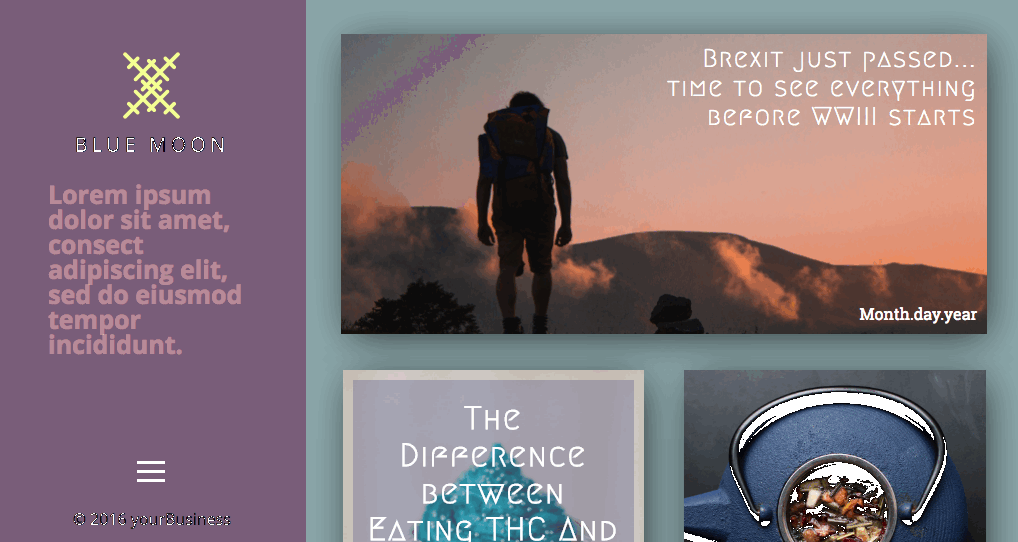 BLUE MOON
Lorem ipsum
dolor sit amet,
consect
adipiscing elit,
sed do eiusmod
tempor
incididunt.
© 2016 yourBusiness
Brexit just passed...
time to see everything
before WWIII starts
Month.day.year
The
Difference
between
Eating THC And